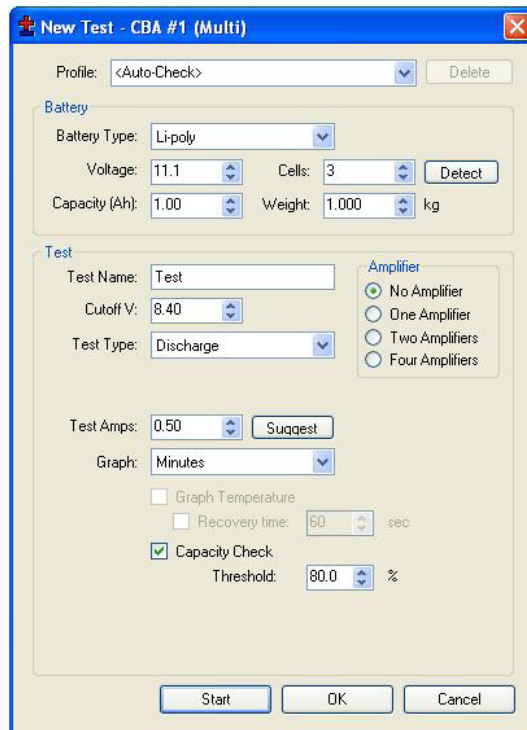 New Test - CBA #1 (Multi)
Profile: <Auto-Check> Delete
Battery
Battery Type: Li-poly
Voltage: 11.1 Cells: 3 Detect
Capacity (Ah): 1.00 Weight: 1.000 kg
Test
Test Name: Test
Cutoff V: 8.40
Test Type: Discharge
Amplifier
No Amplifier
One Amplifier
Two Amplifiers
Four Amplifiers
Test Amps: 0.50 Suggest
Graph: Minutes
Graph Temperature
Recovery time: 60 sec
Capacity Check
Threshold: 80.0 %
Start OK Cancel